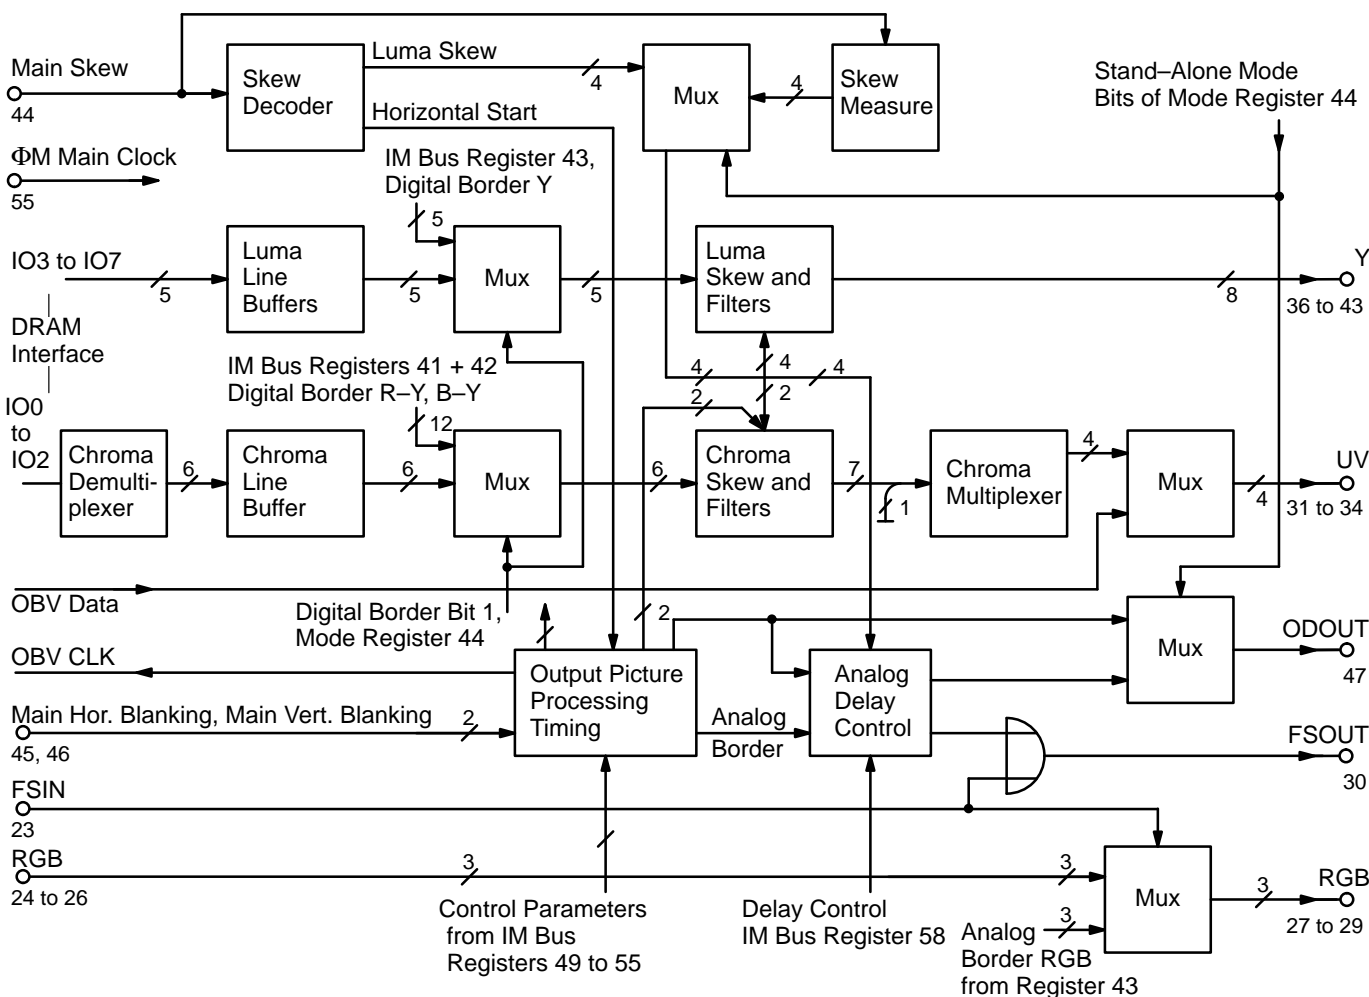 Main Skew
44
ΦM Main Clock
55
Skew
Decoder
Luma Skew
4
Horizontal Start
Mux
4
Skew
Measure
Stand–Alone Mode
Bits of Mode Register 44
IM Bus Register 43,
Digital Border Y
5
IO3 to IO7
5
Luma
Line
Buffers
5
Mux
5
Luma
Skew and
Filters
8
Y
36 to 43
DRAM
Interface
IM Bus Registers 41 + 42
Digital Border R–Y, B–Y
12
4
4
4
2
2
IO0
to
IO2
Chroma
Demulti-
plexer
6
Chroma
Line
Buffer
6
Mux
6
Chroma
Skew and
Filters
7
1
Chroma
Multiplexer
4
Mux
4
UV
31 to 34
OBV Data
Digital Border Bit 1,
Mode Register 44
2
OBV CLK
Output Picture
Processing
Timing
Analog
Border
Analog
Delay
Control
Mux
ODOUT
47
Main Hor. Blanking, Main Vert. Blanking
2
45, 46
FSOUT
30
FSIN
23
RGB
3
24 to 26
3
Mux
3
RGB
27 to 29
Control Parameters
from IM Bus
Registers 49 to 55
Delay Control
IM Bus Register 58
3
Analog
Border RGB
from Register 43